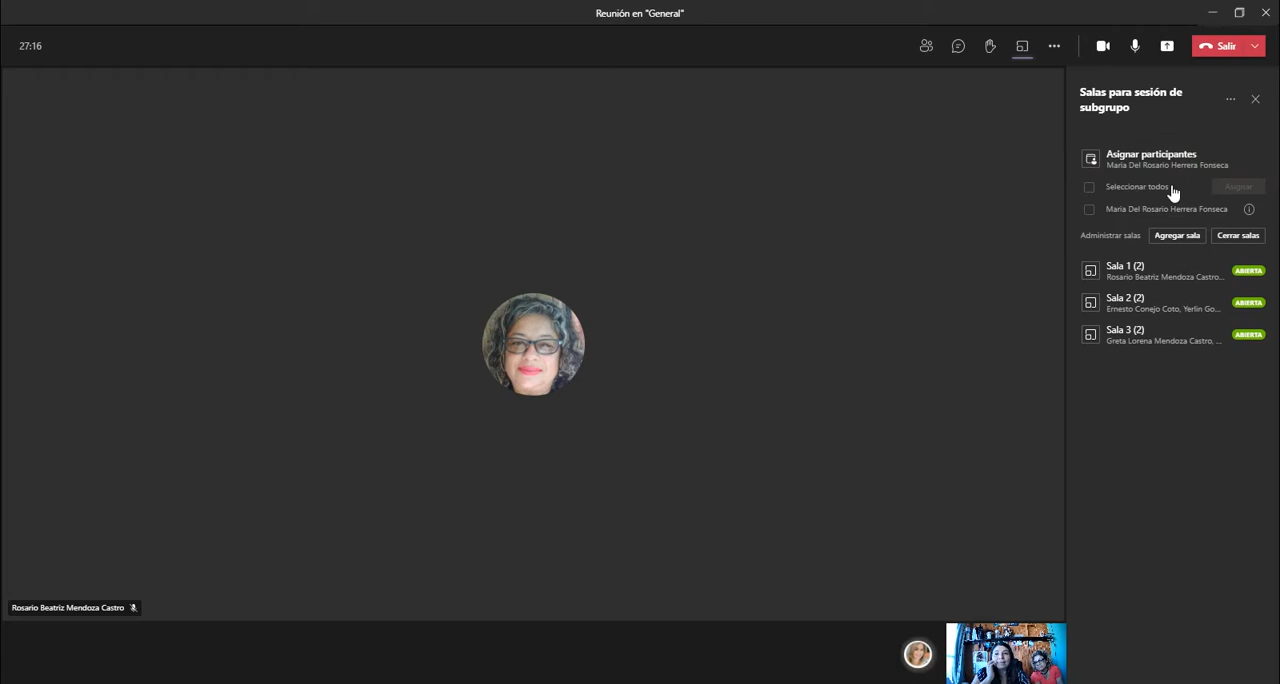 Reunión en "General"
27:16
Salir
Salas para sesión de
subgrupo
Asignar participantes
Maria Del Rosario Herrera Fonseca
Seleccionar todos
Asignar
Maria Del Rosario Herrera Fonseca
Administrar salas Agregar sala Cerrar salas
Sala 1 (2)
Rosario Beatriz Mendoza Castro... ABIERTA
Sala 2 (2)
Ernesto Conejo Coto, Yerlin Go... ABIERTA
Sala 3 (2)
Greta Lorena Mendoza Castro, ... ABIERTA
Rosario Beatriz Mendoza Castro